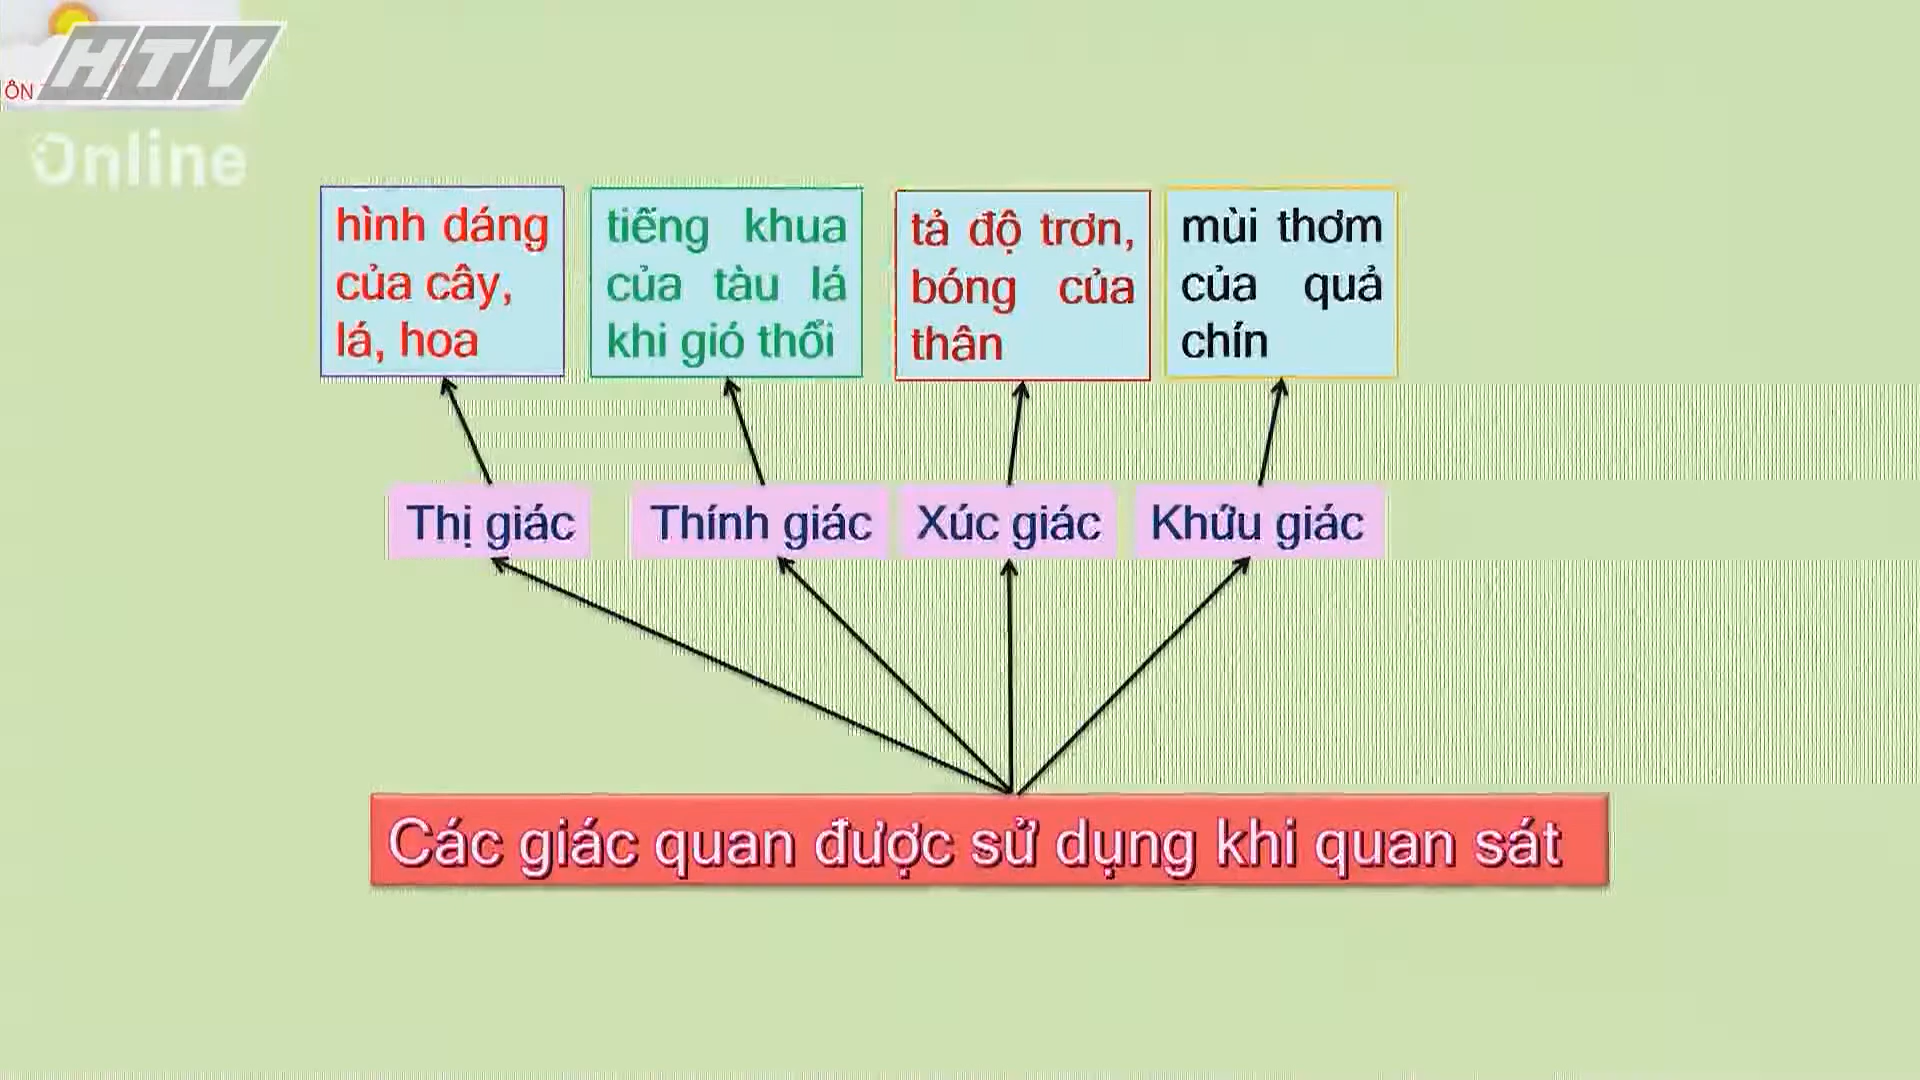 HTV
ÔN
Online
hình dáng
của cây,
lá, hoa
tiếng khua
của tàu lá
khi gió thổi
tả độ trơn,
bóng của
thân
mùi thơm
của quả
chín
Thị giác
Thính giác
Xúc giác
Khứu giác
Các giác quan được sử dụng khi quan sát